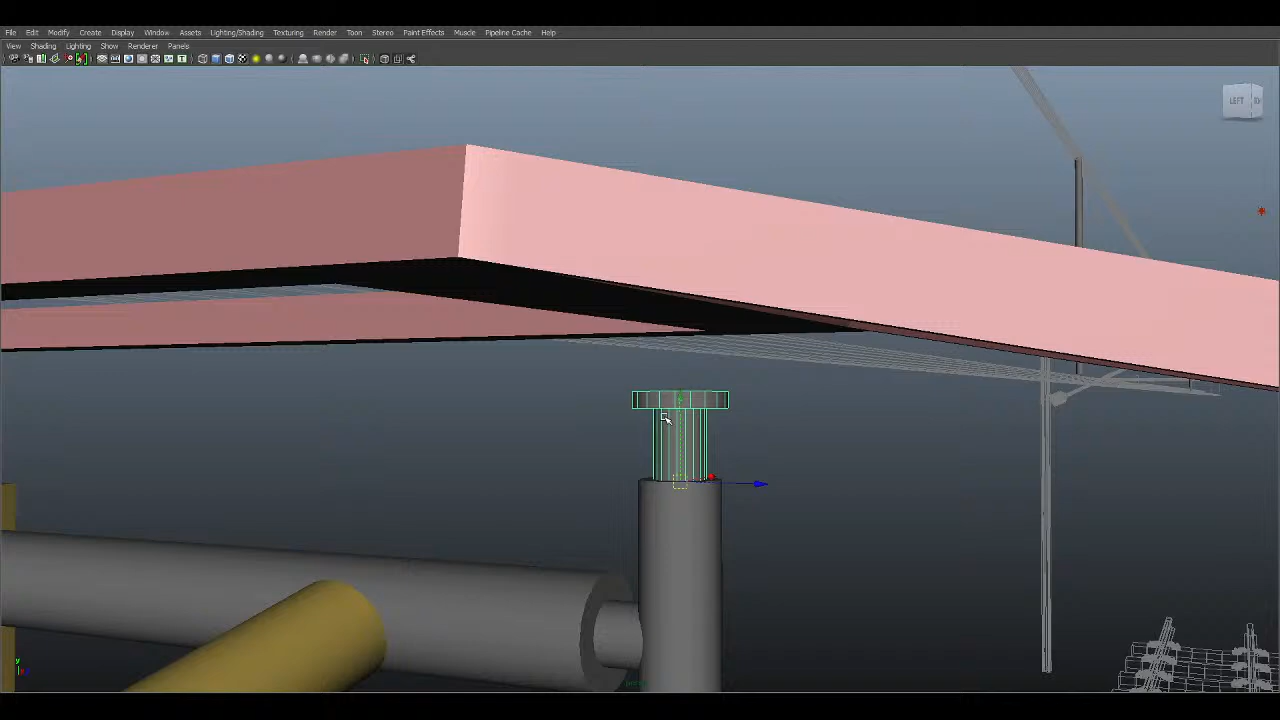 File Edit Modify Create Display Window Assets Lighting/Shading Texturing Render Toon Stereo Paint Effects Muscle Pipeline Cache Help
View Shading Lighting Show Renderer Panels
LEFT
y